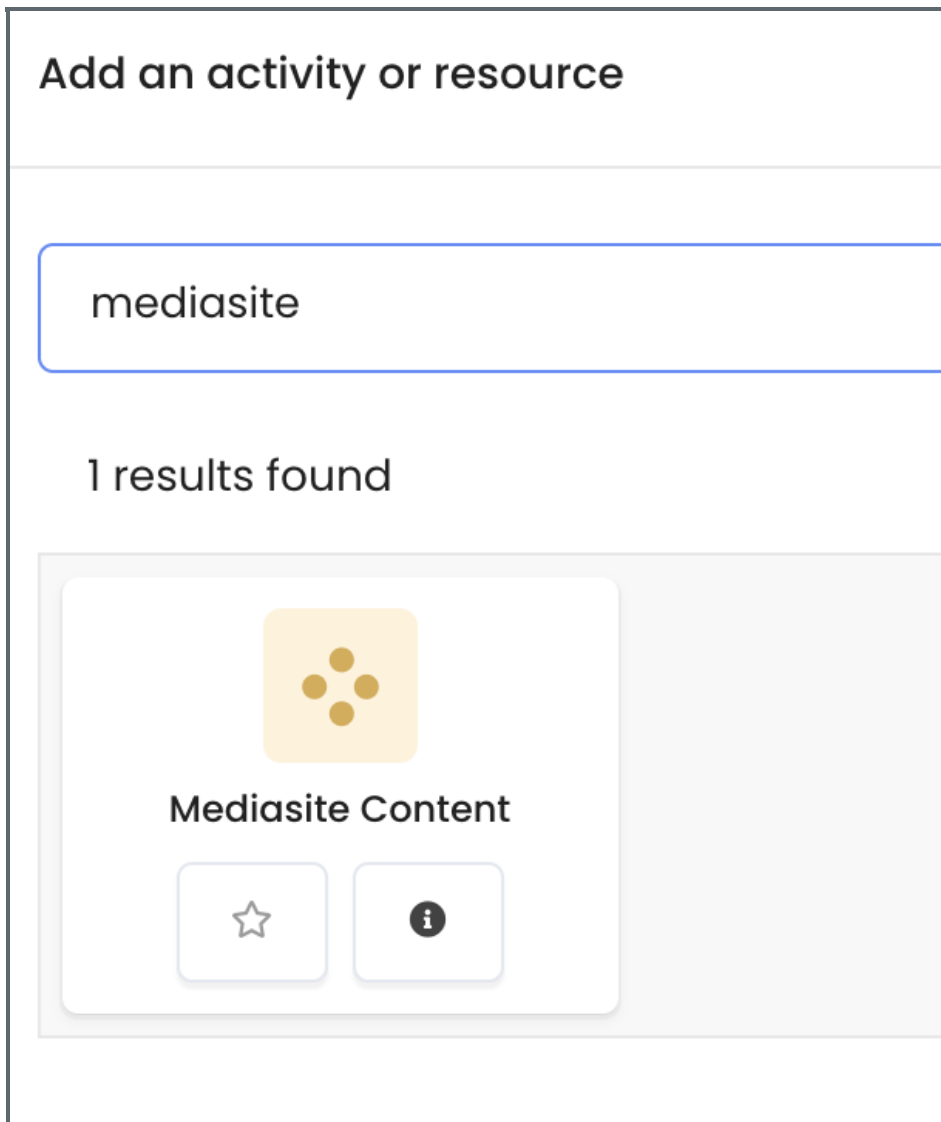 Add an activity or resource
mediasite
1 results found
Mediasite Content